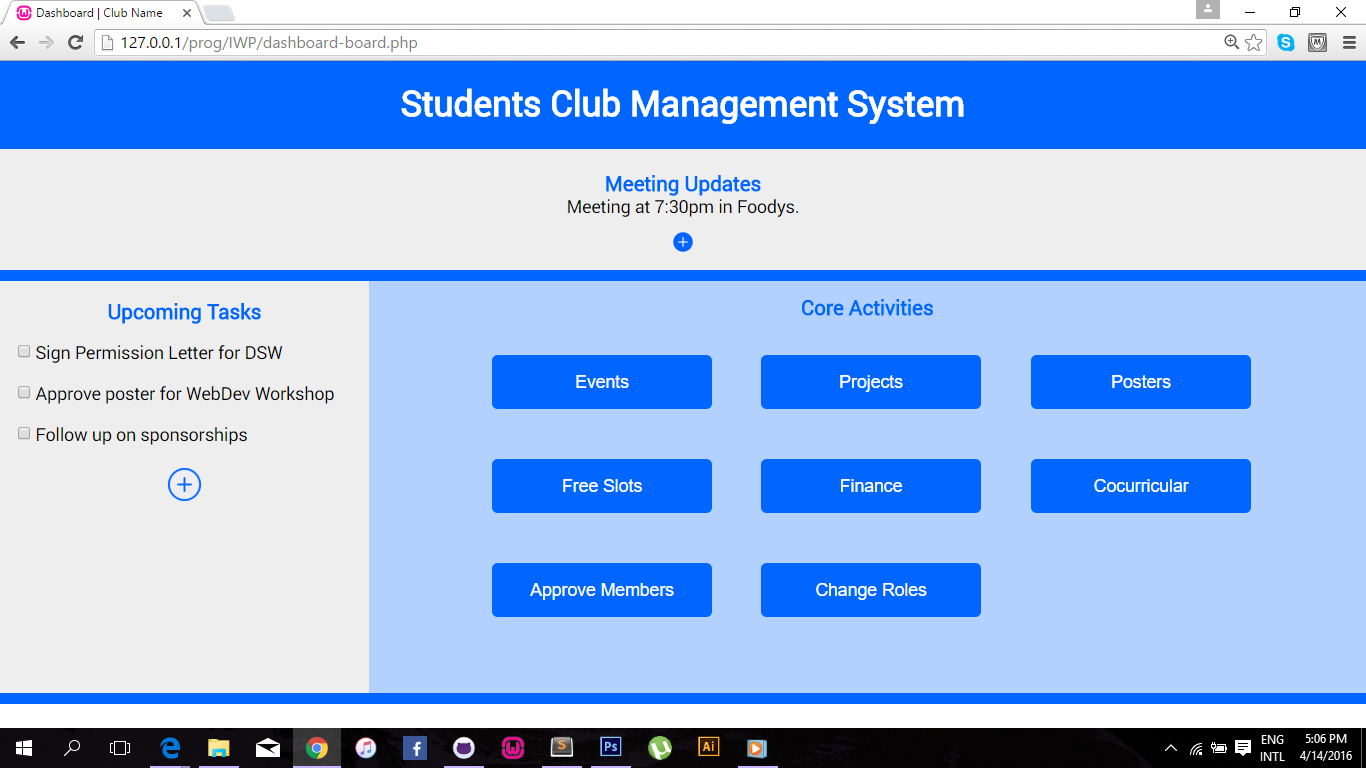 Dashboard | Club Name
127.0.0.1/prog/IWP/dashboard-board.php
Students Club Management System
Meeting Updates
Meeting at 7:30pm in Foodys.
Upcoming Tasks
Sign Permission Letter for DSW
Approve poster for WebDev Workshop
Follow up on sponsorships
Core Activities
Events
Projects
Posters
Free Slots
Finance
Cocurricular
Approve Members
Change Roles
ENG
INTL
5:06 PM
4/14/2016